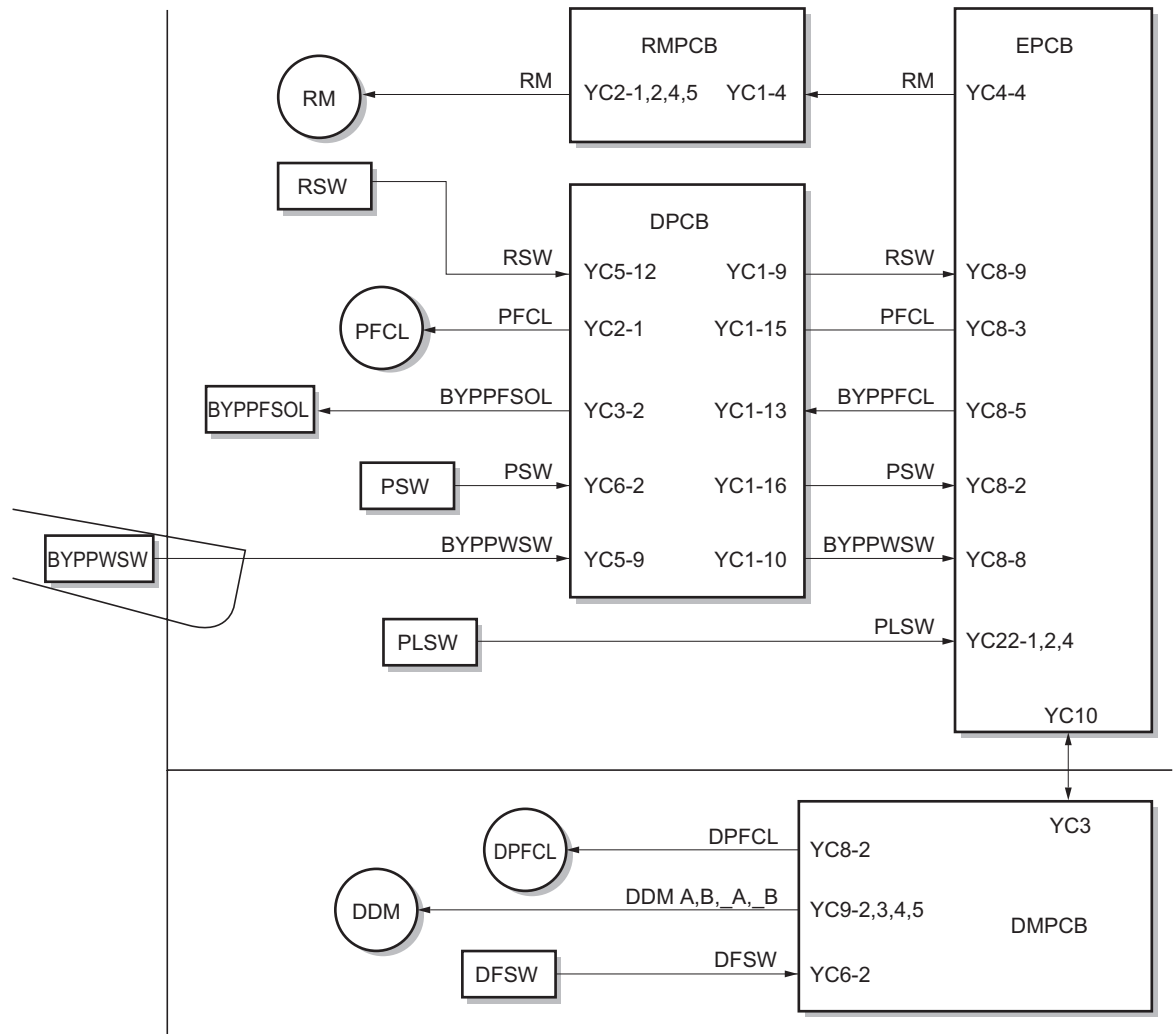 RMPCB
EPCB
RM
RM
RM
YC2-1,2,4,5
YC1-4
YC4-4
RSW
DPCB
RSW
YC5-12
YC1-9
RSW
YC8-9
PFCL
PFCL
YC2-1
YC1-15
PFCL
YC8-3
BYPPFSOL
BYPPFSOL
YC3-2
YC1-13
BYPPFCL
YC8-5
PSW
PSW
YC6-2
YC1-16
PSW
YC8-2
BYPPWSW
BYPPWSW
YC5-9
YC1-10
BYPPWSW
YC8-8
PLSW
PLSW
YC22-1,2,4
YC10
YC3
DPFCL
DPFCL
YC8-2
DDM
DDM A,B,_A,_B
YC9-2,3,4,5
DMPCB
DFSW
DFSW
YC6-2